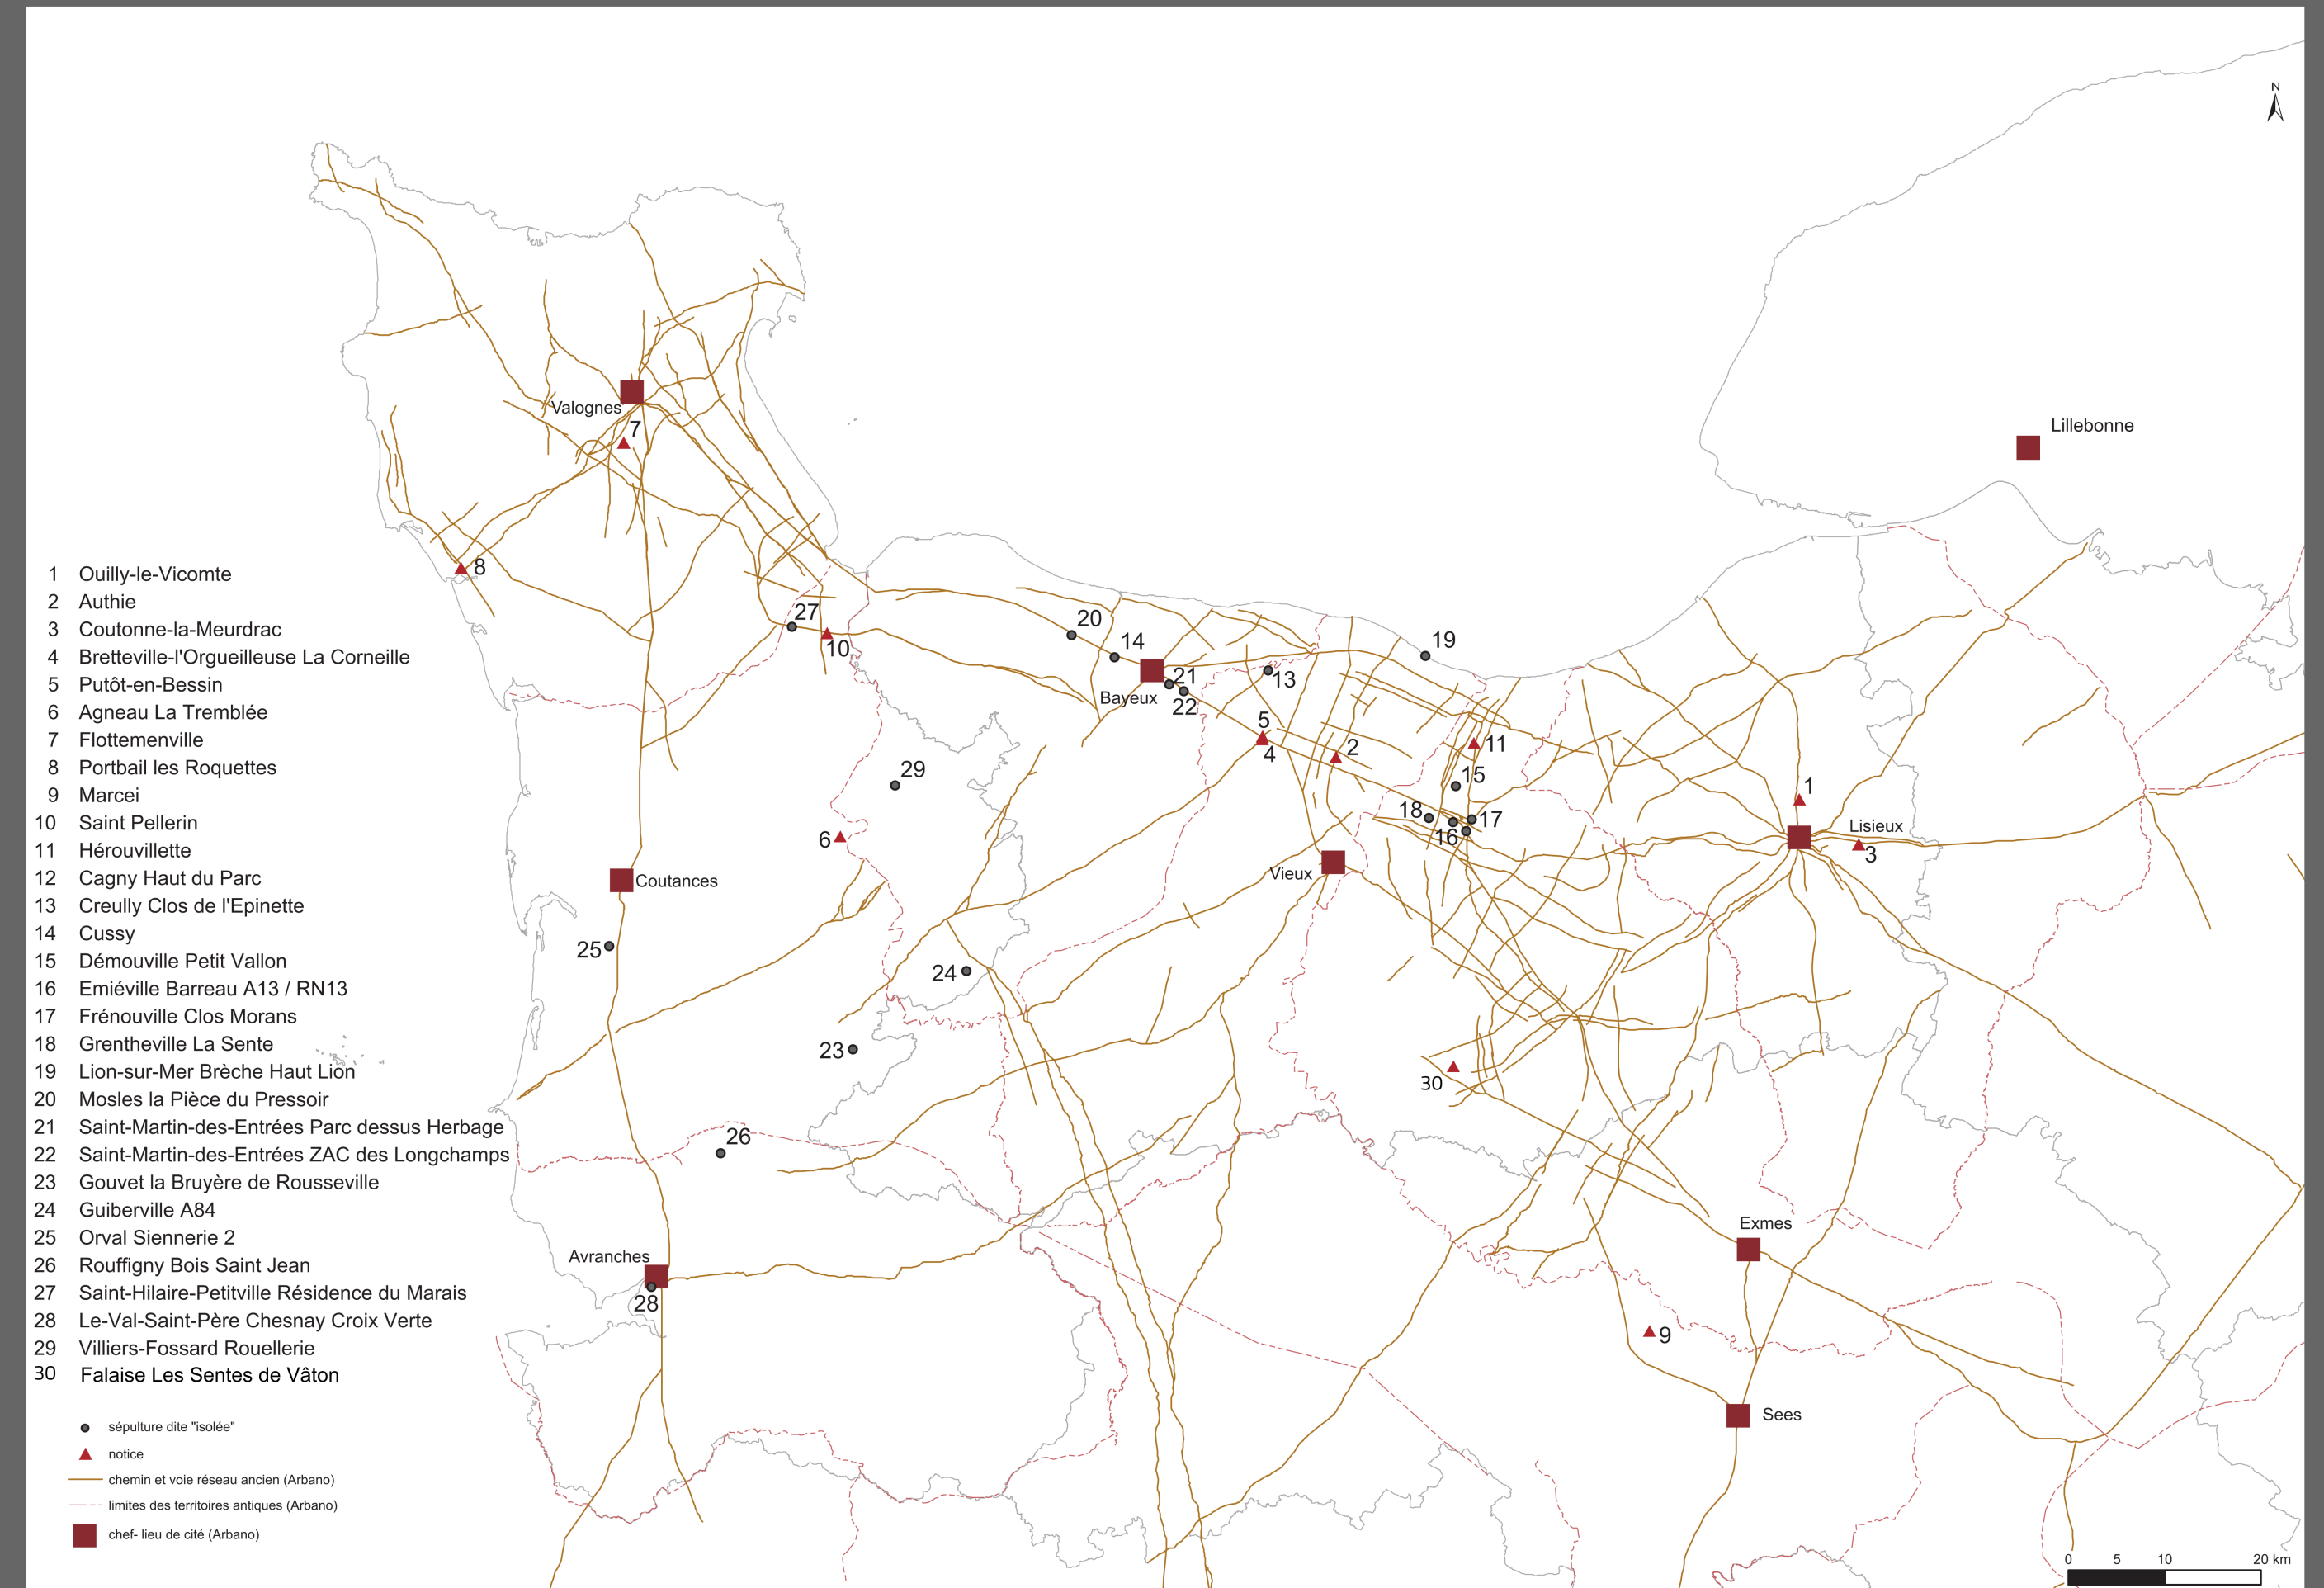 N
Valognes
7
Lillebonne
8
1 Ouilly-le-Vicomte
2 Authie
3 Coutonne-la-Meurdrac
4 Bretteville-l'Orgueilleuse La Corneille
5 Putôt-en-Bessin
6 Agneau La Tremblée
7 Flottemenville
8 Portbail les Roquettes
9 Marcei
10 Saint Pellerin
11 Hérouvillette
12 Cagny Haut du Parc
13 Creully Clos de l'Epinette
14 Cussy
15 Démouville Petit Vallon
16 Emiéville Barreau A13 / RN13
17 Frénouville Clos Morans
18 Grentheville La Sente
19 Lion-sur-Mer Brèche Haut Lion
20 Mosles la Pièce du Pressoir
21 Saint-Martin-des-Entrées Parc dessus Herbage
22 Saint-Martin-des-Entrées ZAC des Longchamps
23 Gouvet la Bruyère de Rousseville
24 Guiberville A84
25 Orval Siennerie 2
26 Rouffigny Bois Saint Jean
27 Saint-Hilaire-Petitville Résidence du Marais
28 Le-Val-Saint-Père Chesnay Croix Verte
29 Villiers-Fossard Rouellerie
30 Falaise Les Sentes de Vâton
sépulture dite "isolée"
notice
chemin et voie réseau ancien (Arbano)
limites des territoires antiques (Arbano)
chef- lieu de cité (Arbano)
27
10
20
14
19
21
13
Bayeux
22
5
4
2
11
29
15
1
18
17
16
6
Lisieux
3
Vieux
Coutances
25
24
23
30
26
Exmes
Avranches
28
9
Sees
0 5 10 20 km